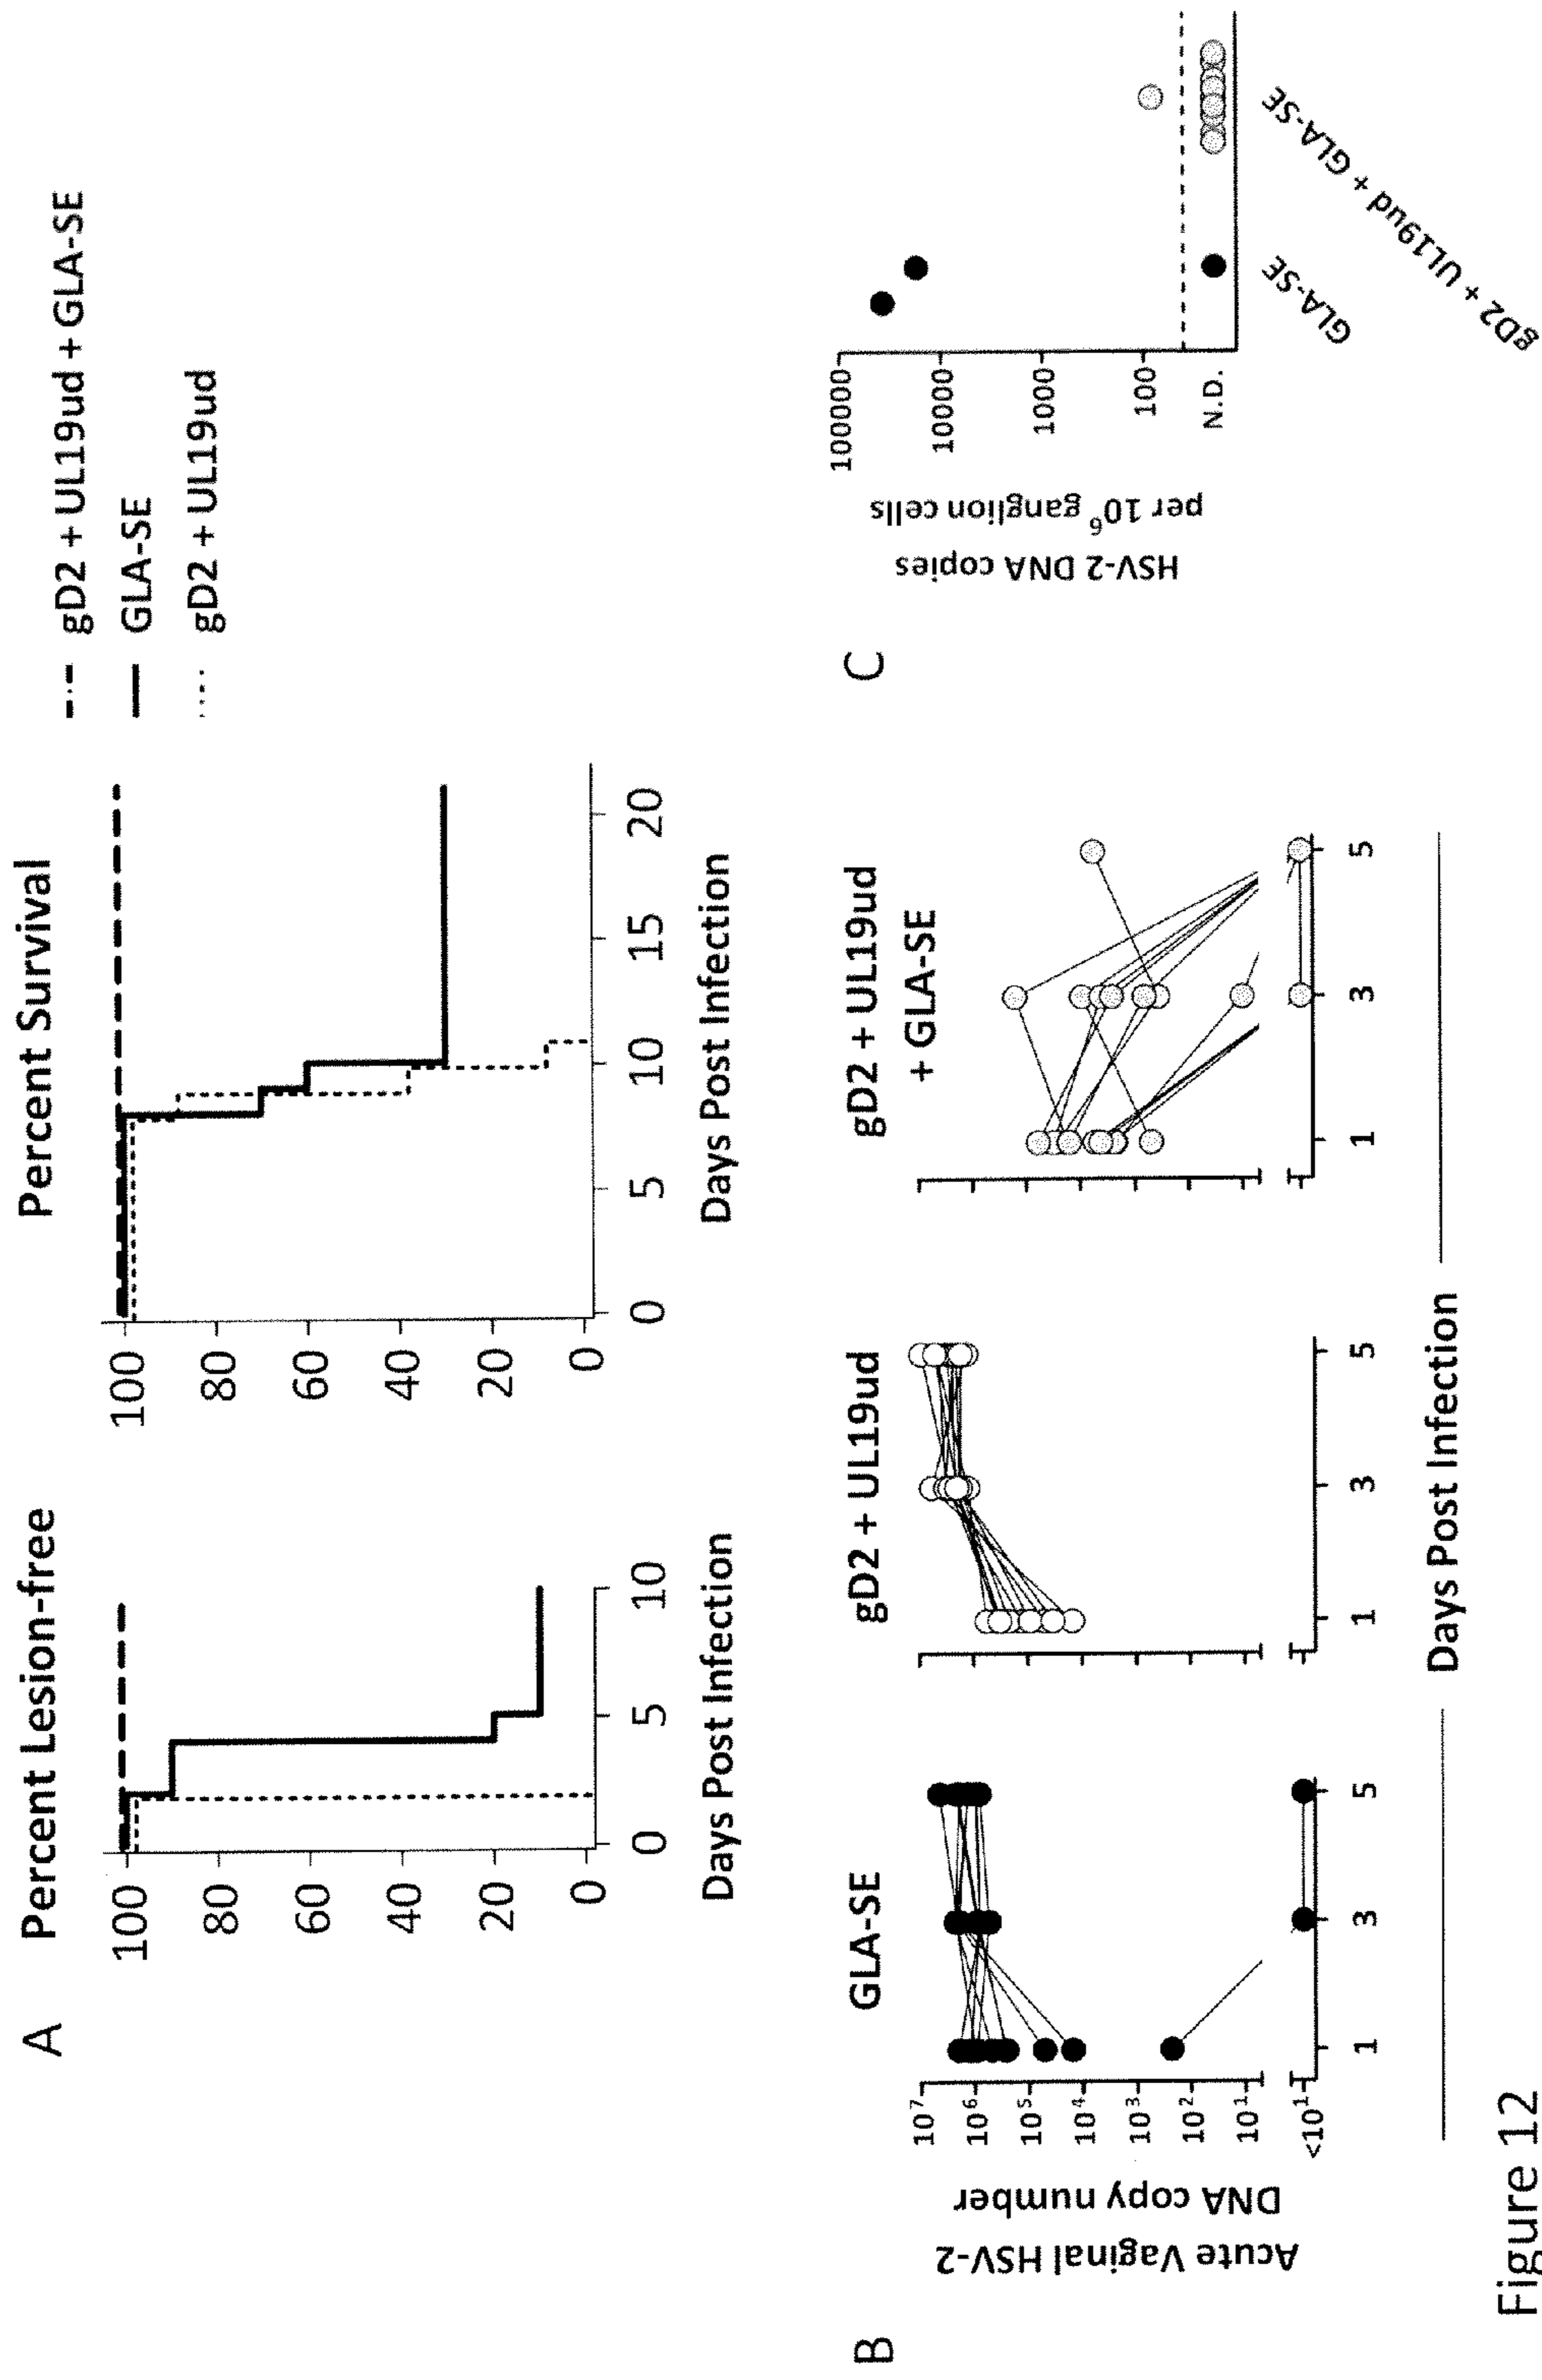 A
Percent Lesion-free
100
80
60
40
20
0
0 5 10
Days Post Infection
Percent Survival
100
80
60
40
20
0
0 5 10 15 20
Days Post Infection
gD2 + UL19ud + GLA-SE
GLA-SE
gD2 + UL19ud
B
Acute Vaginal HSV-2
DNA copy number
GLA-SE
10⁷
10⁶
10⁵
10⁴
10³
10²
10¹
<10¹
1 3 5
gD2 + UL19ud
1 3 5
gD2 + UL19ud
+ GLA-SE
1 3 5
Days Post Infection
C
HSV-2 DNA copies
per 10⁶ ganglion cells
100000
10000
1000
100
N.D.
GLA-SE
gD2 + UL19ud + GLA-SE
Figure 12